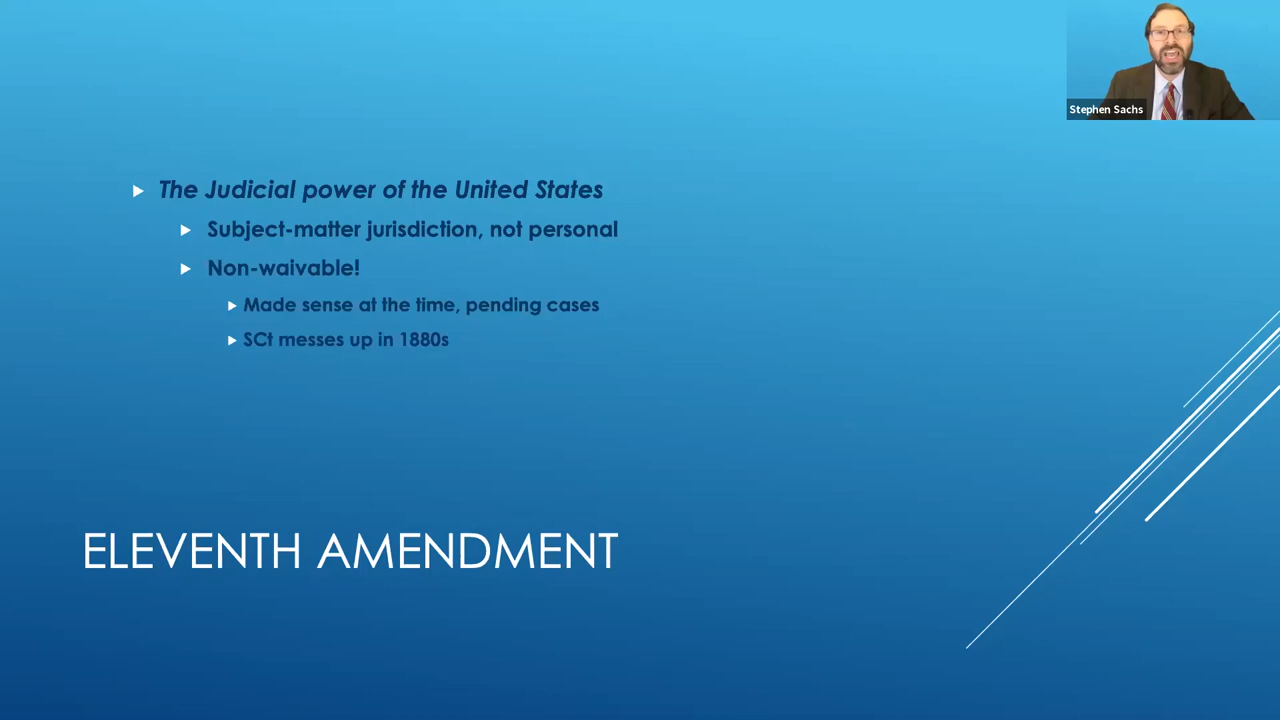 Stephen Sachs
The Judicial power of the United States
Subject-matter jurisdiction, not personal
Non-waivable!
Made sense at the time, pending cases
SCt messes up in 1880s
ELEVENTH AMENDMENT